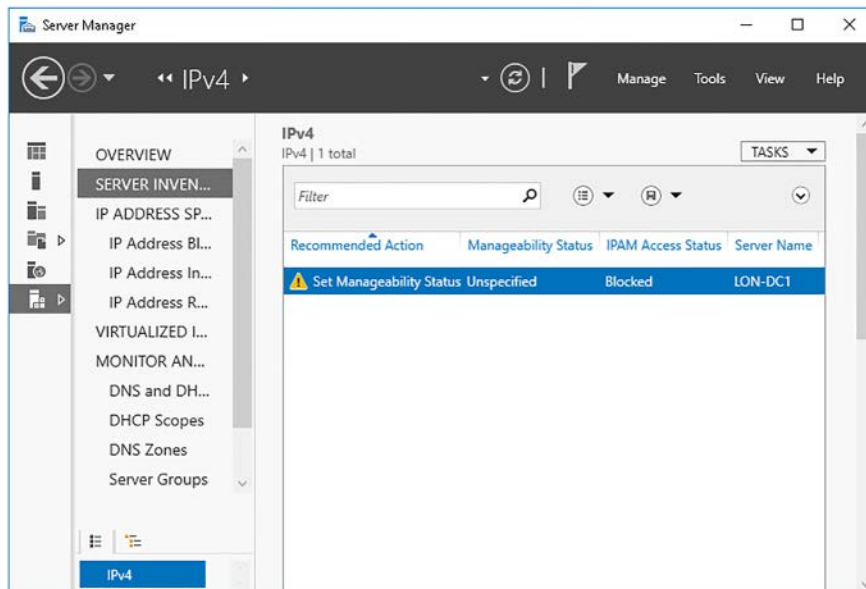 Server Manager
IPv4
Manage Tools View Help
OVERVIEW
SERVER INVEN...
IP ADDRESS SP...
IP Address Bl...
IP Address In...
IP Address R...
VIRTUALIZED I...
MONITOR AN...
DNS and DH...
DHCP Scopes
DNS Zones
Server Groups
IPv4
IPv4
IPv4 | 1 total
TASKS
Filter
Recommended Action Manageability Status IPAM Access Status Server Name
Set Manageability Status Unspecified Blocked LON-DC1